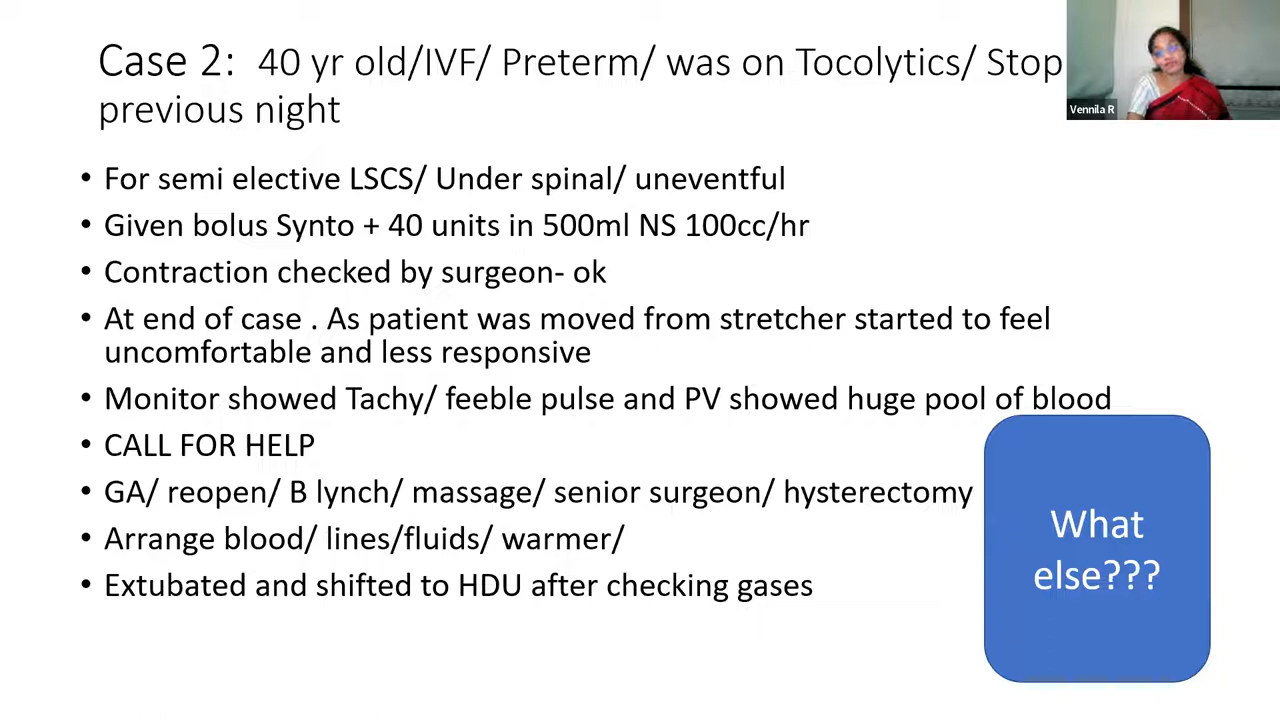 Case 2: 40 yr old/IVF/ Preterm/ was on Tocolytics/ Stop
previous night
Vennila R
• For semi elective LSCS/ Under spinal/ uneventful
• Given bolus Synto + 40 units in 500ml NS 100cc/hr
• Contraction checked by surgeon- ok
• At end of case . As patient was moved from stretcher started to feel
uncomfortable and less responsive
• Monitor showed Tachy/ feeble pulse and PV showed huge pool of blood
• CALL FOR HELP
• GA/ reopen/ B lynch/ massage/ senior surgeon/ hysterectomy
• Arrange blood/ lines/fluids/ warmer/
• Extubated and shifted to HDU after checking gases
What
else???